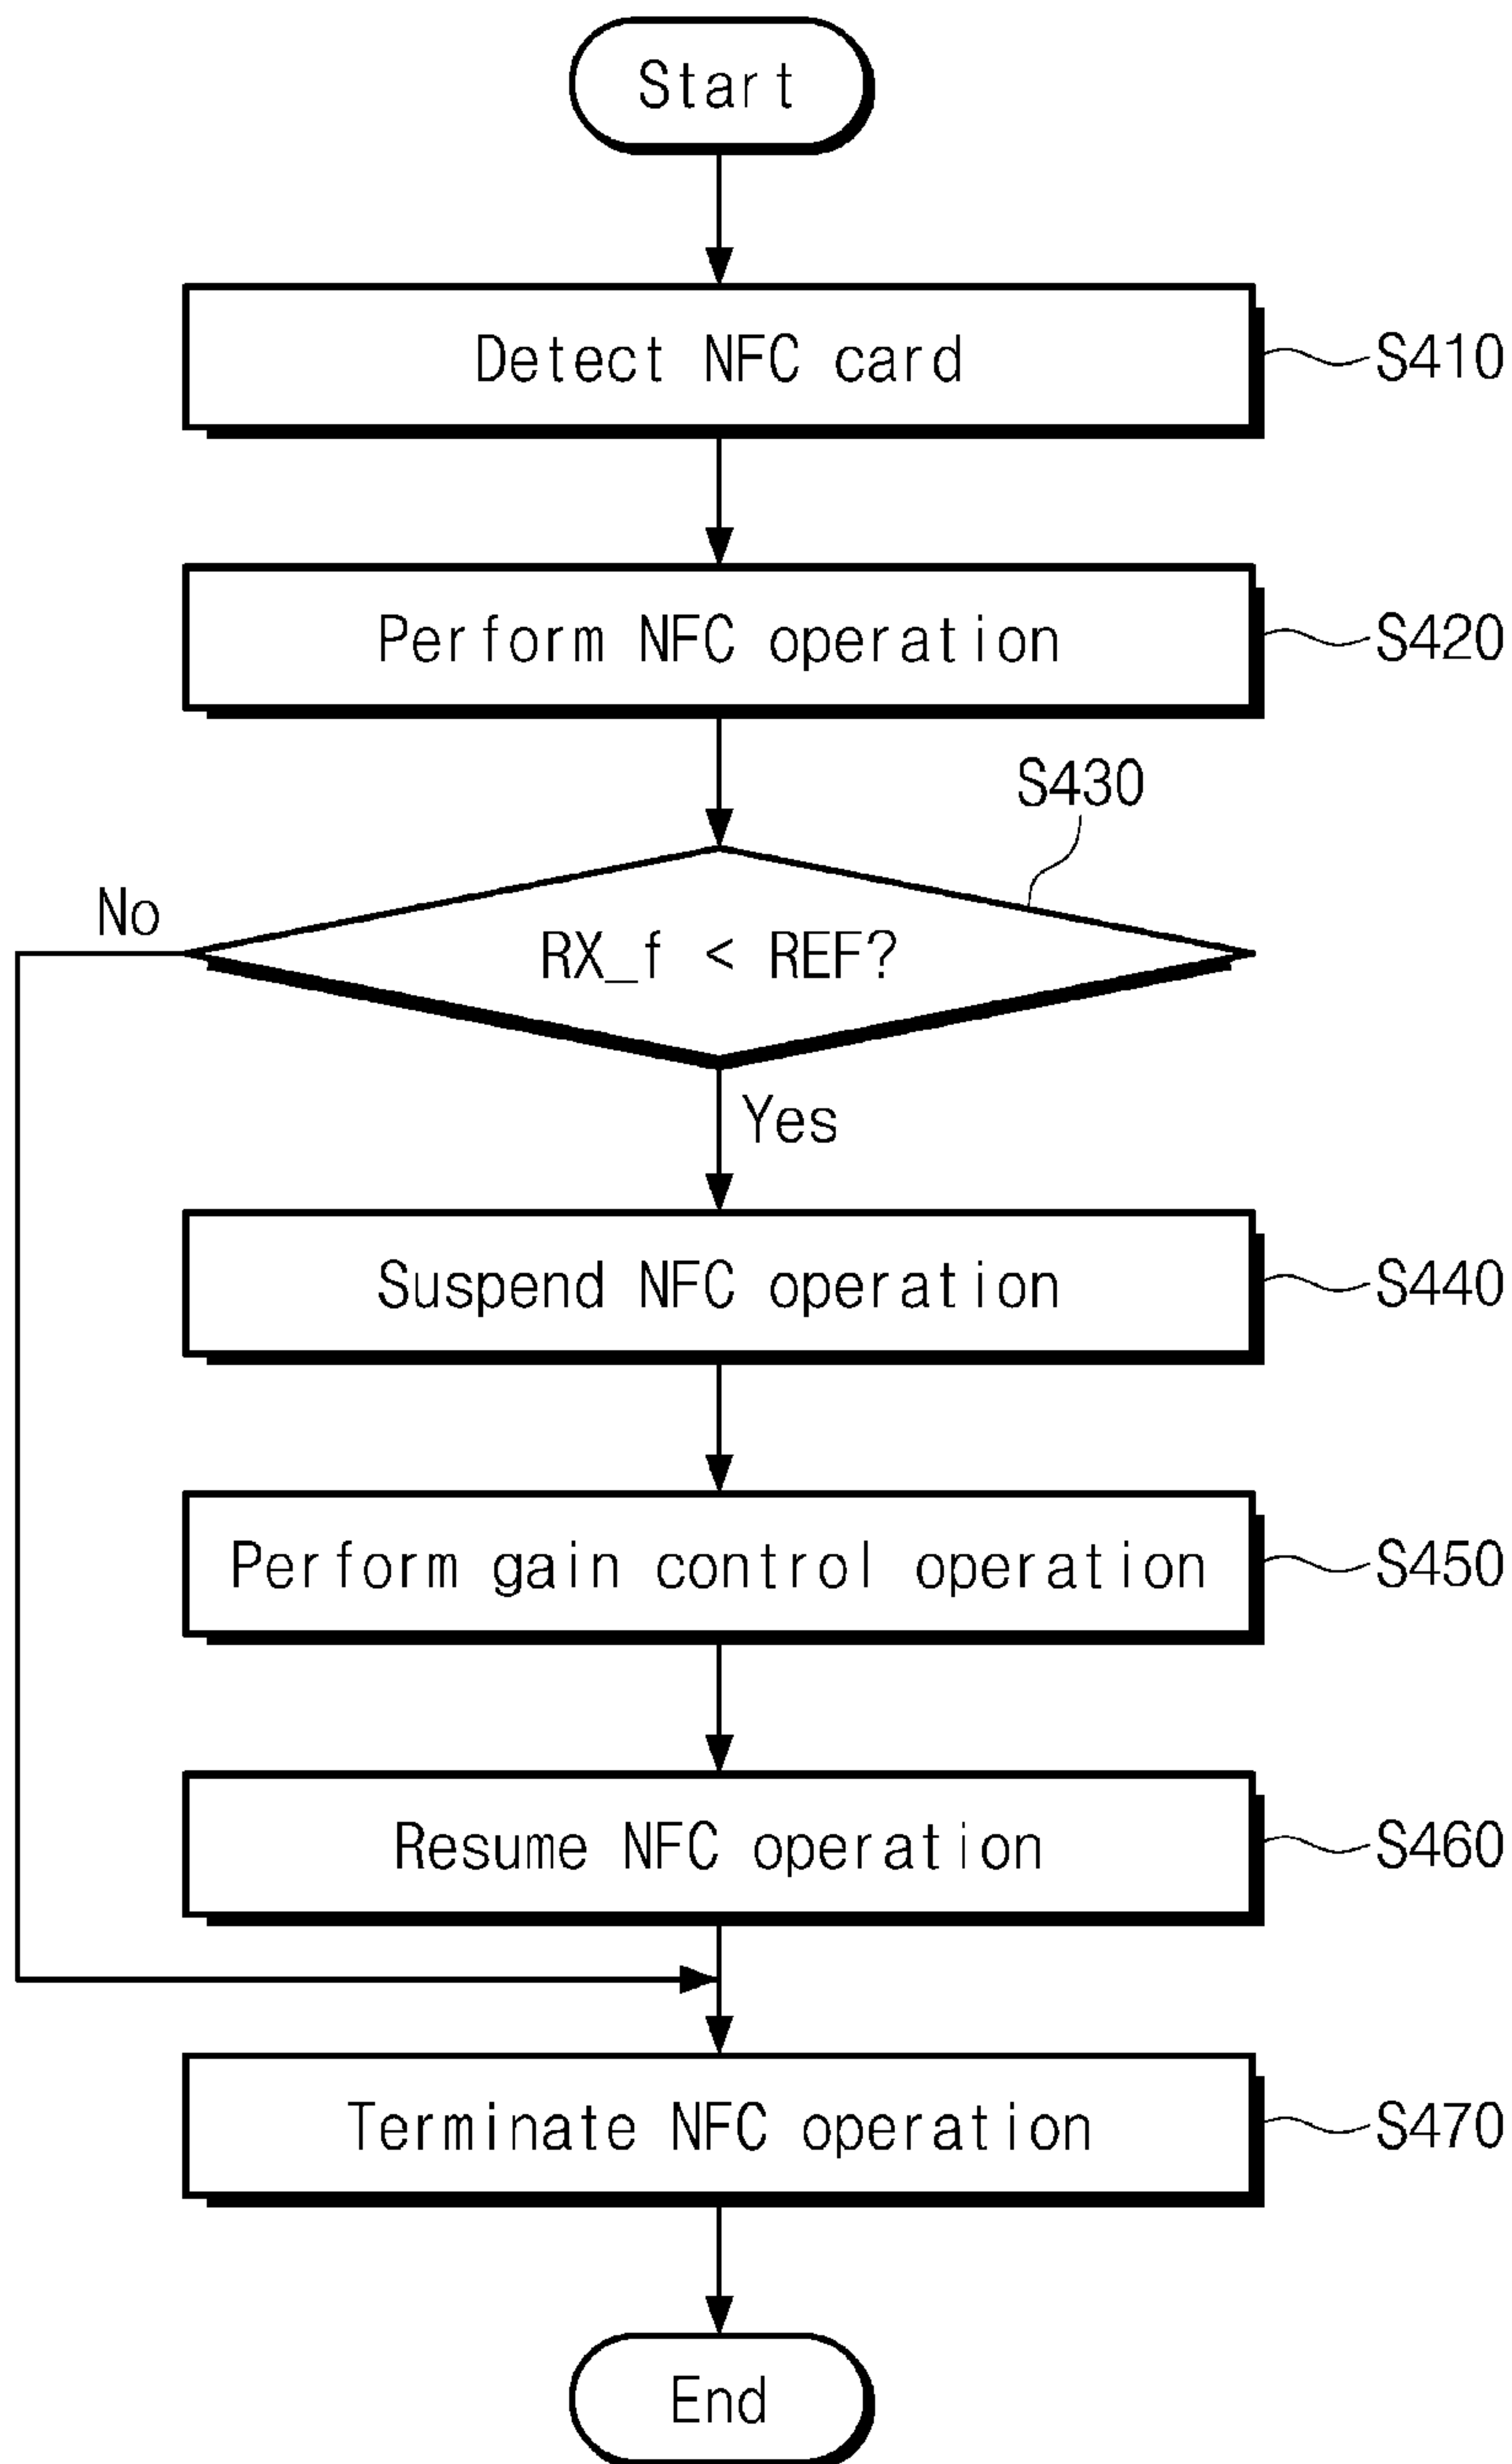 Start
Detect NFC card
S410
Perform NFC operation
S420
S430
No
RX_f < REF?
Yes
Suspend NFC operation
S440
Perform gain control operation
S450
Resume NFC operation
S460
Terminate NFC operation
S470
End